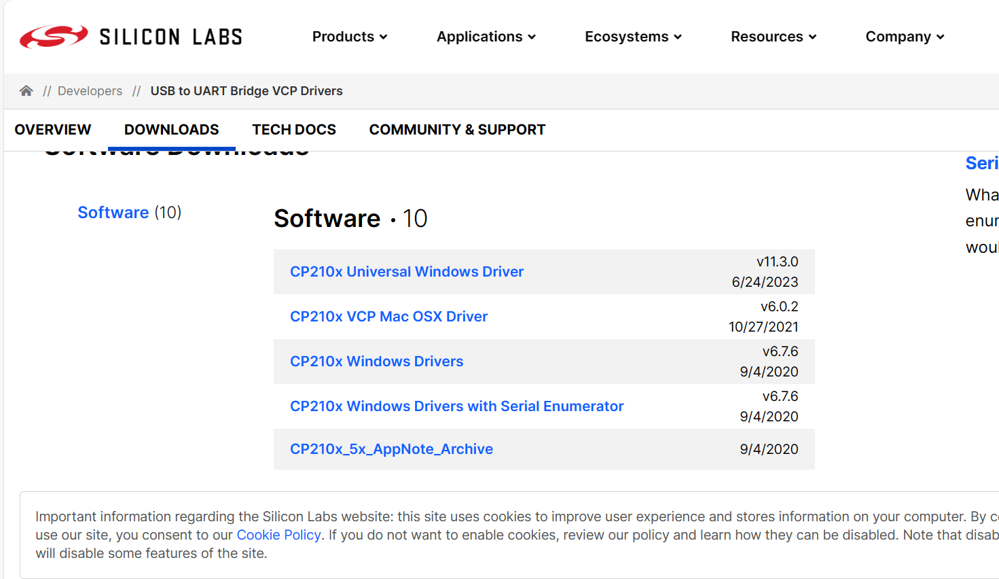 SILICON LABS
Products
Applications
Ecosystems
Resources
Company
// Developers // USB to UART Bridge VCP Drivers
OVERVIEW
DOWNLOADS
TECH DOCS
COMMUNITY & SUPPORT
Software Downloads
Software (10)
Software • 10
CP210x Universal Windows Driver
v11.3.0
6/24/2023
CP210x VCP Mac OSX Driver
v6.0.2
10/27/2021
CP210x Windows Drivers
v6.7.6
9/4/2020
CP210x Windows Drivers with Serial Enumerator
v6.7.6
9/4/2020
CP210x_5x_AppNote_Archive
9/4/2020
Seri
Wha
enur
woul
Important information regarding the Silicon Labs website: this site uses cookies to improve user experience and stores information on your computer. By c
use our site, you consent to our Cookie Policy. If you do not want to enable cookies, review our policy and learn how they can be disabled. Note that disab
will disable some features of the site.